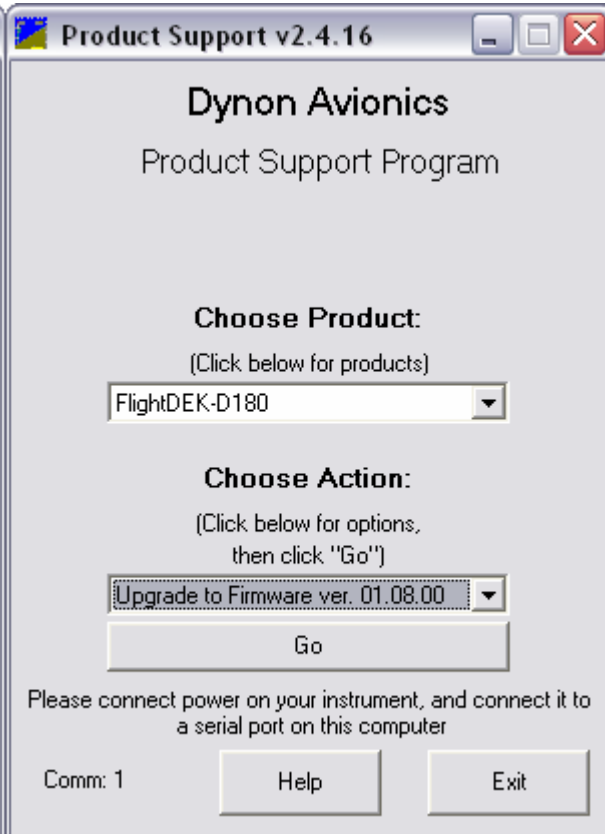 Product Support v2.4.16
Dynon Avionics
Product Support Program
Choose Product:
(Click below for products)
FlightDEK-D180
Choose Action:
(Click below for options,
then click "Go")
Upgrade to Firmware ver. 01.08.00
Go
Please connect power on your instrument, and connect it to
a serial port on this computer
Comm: 1
Help
Exit